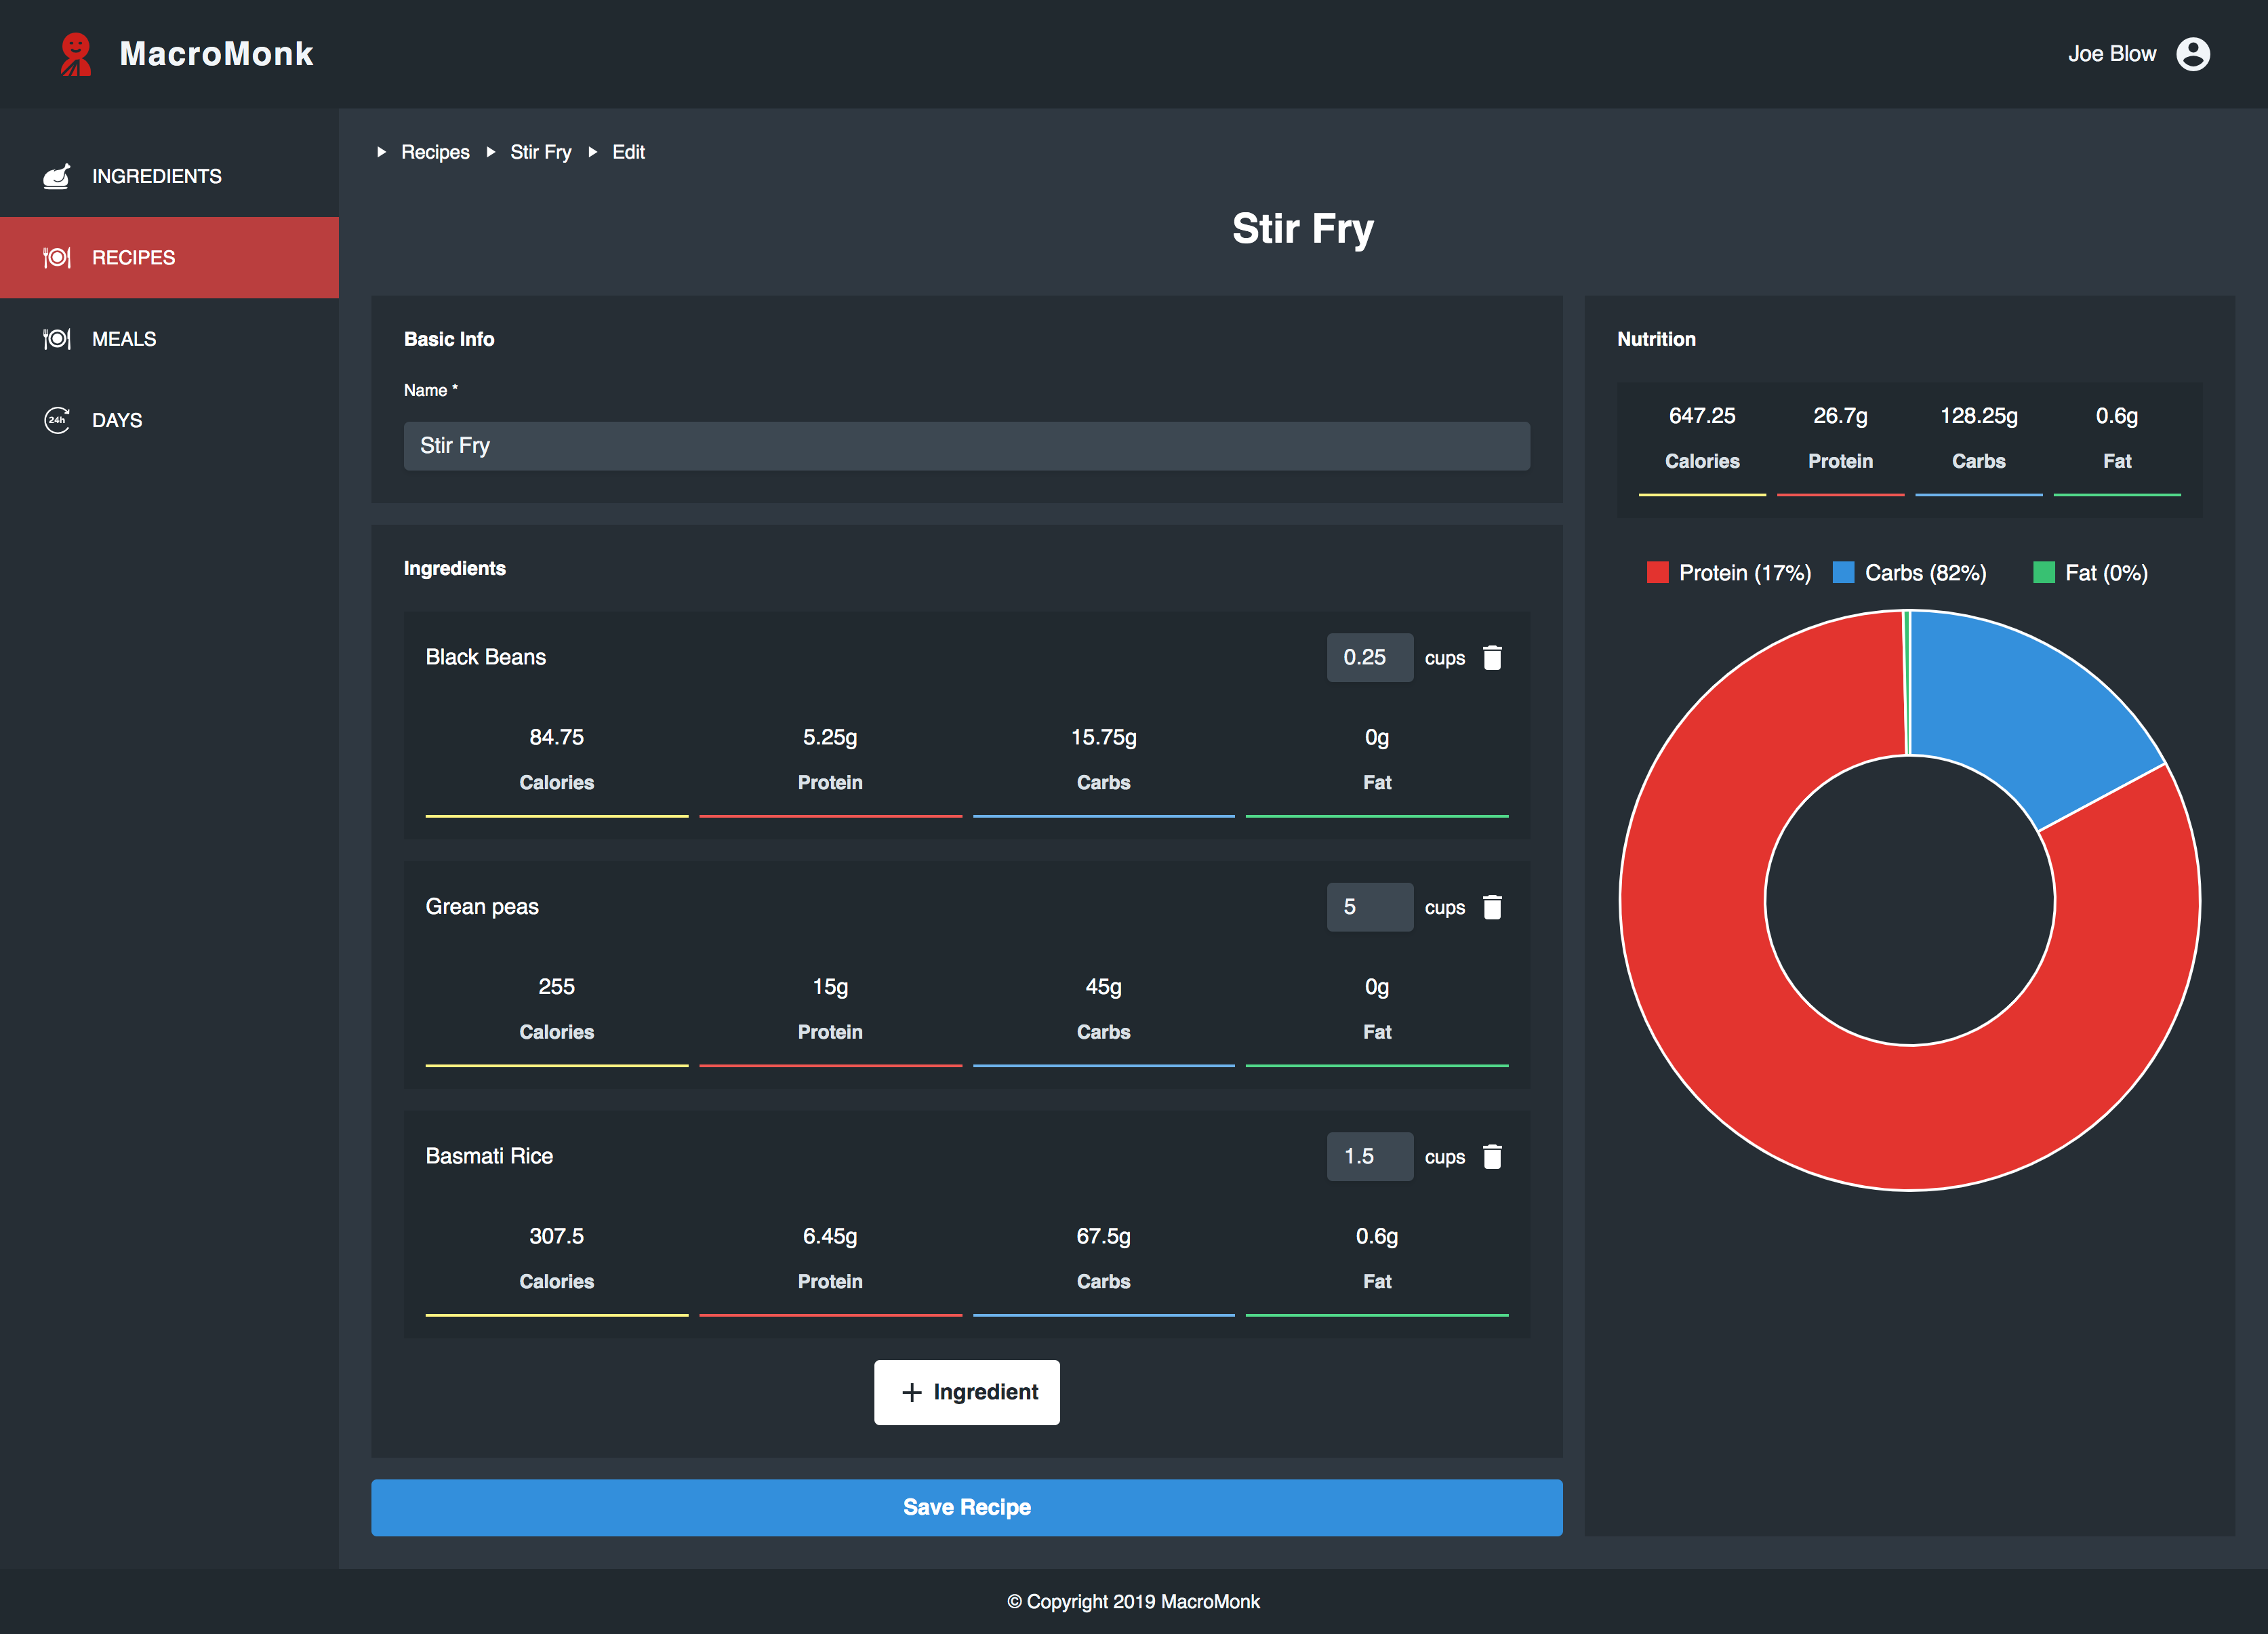 MacroMonk
Joe Blow
INGREDIENTS
RECIPES
MEALS
24h DAYS
Recipes Stir Fry Edit
Stir Fry
Basic Info
Name *
Stir Fry
Ingredients
Black Beans 0.25 cups
84.75 5.25g 15.75g 0g
Calories Protein Carbs Fat
Grean peas 5 cups
255 15g 45g 0g
Calories Protein Carbs Fat
Basmati Rice 1.5 cups
307.5 6.45g 67.5g 0.6g
Calories Protein Carbs Fat
+ Ingredient
Save Recipe
Nutrition
647.25 26.7g 128.25g 0.6g
Calories Protein Carbs Fat
Protein (17%) Carbs (82%) Fat (0%)
© Copyright 2019 MacroMonk